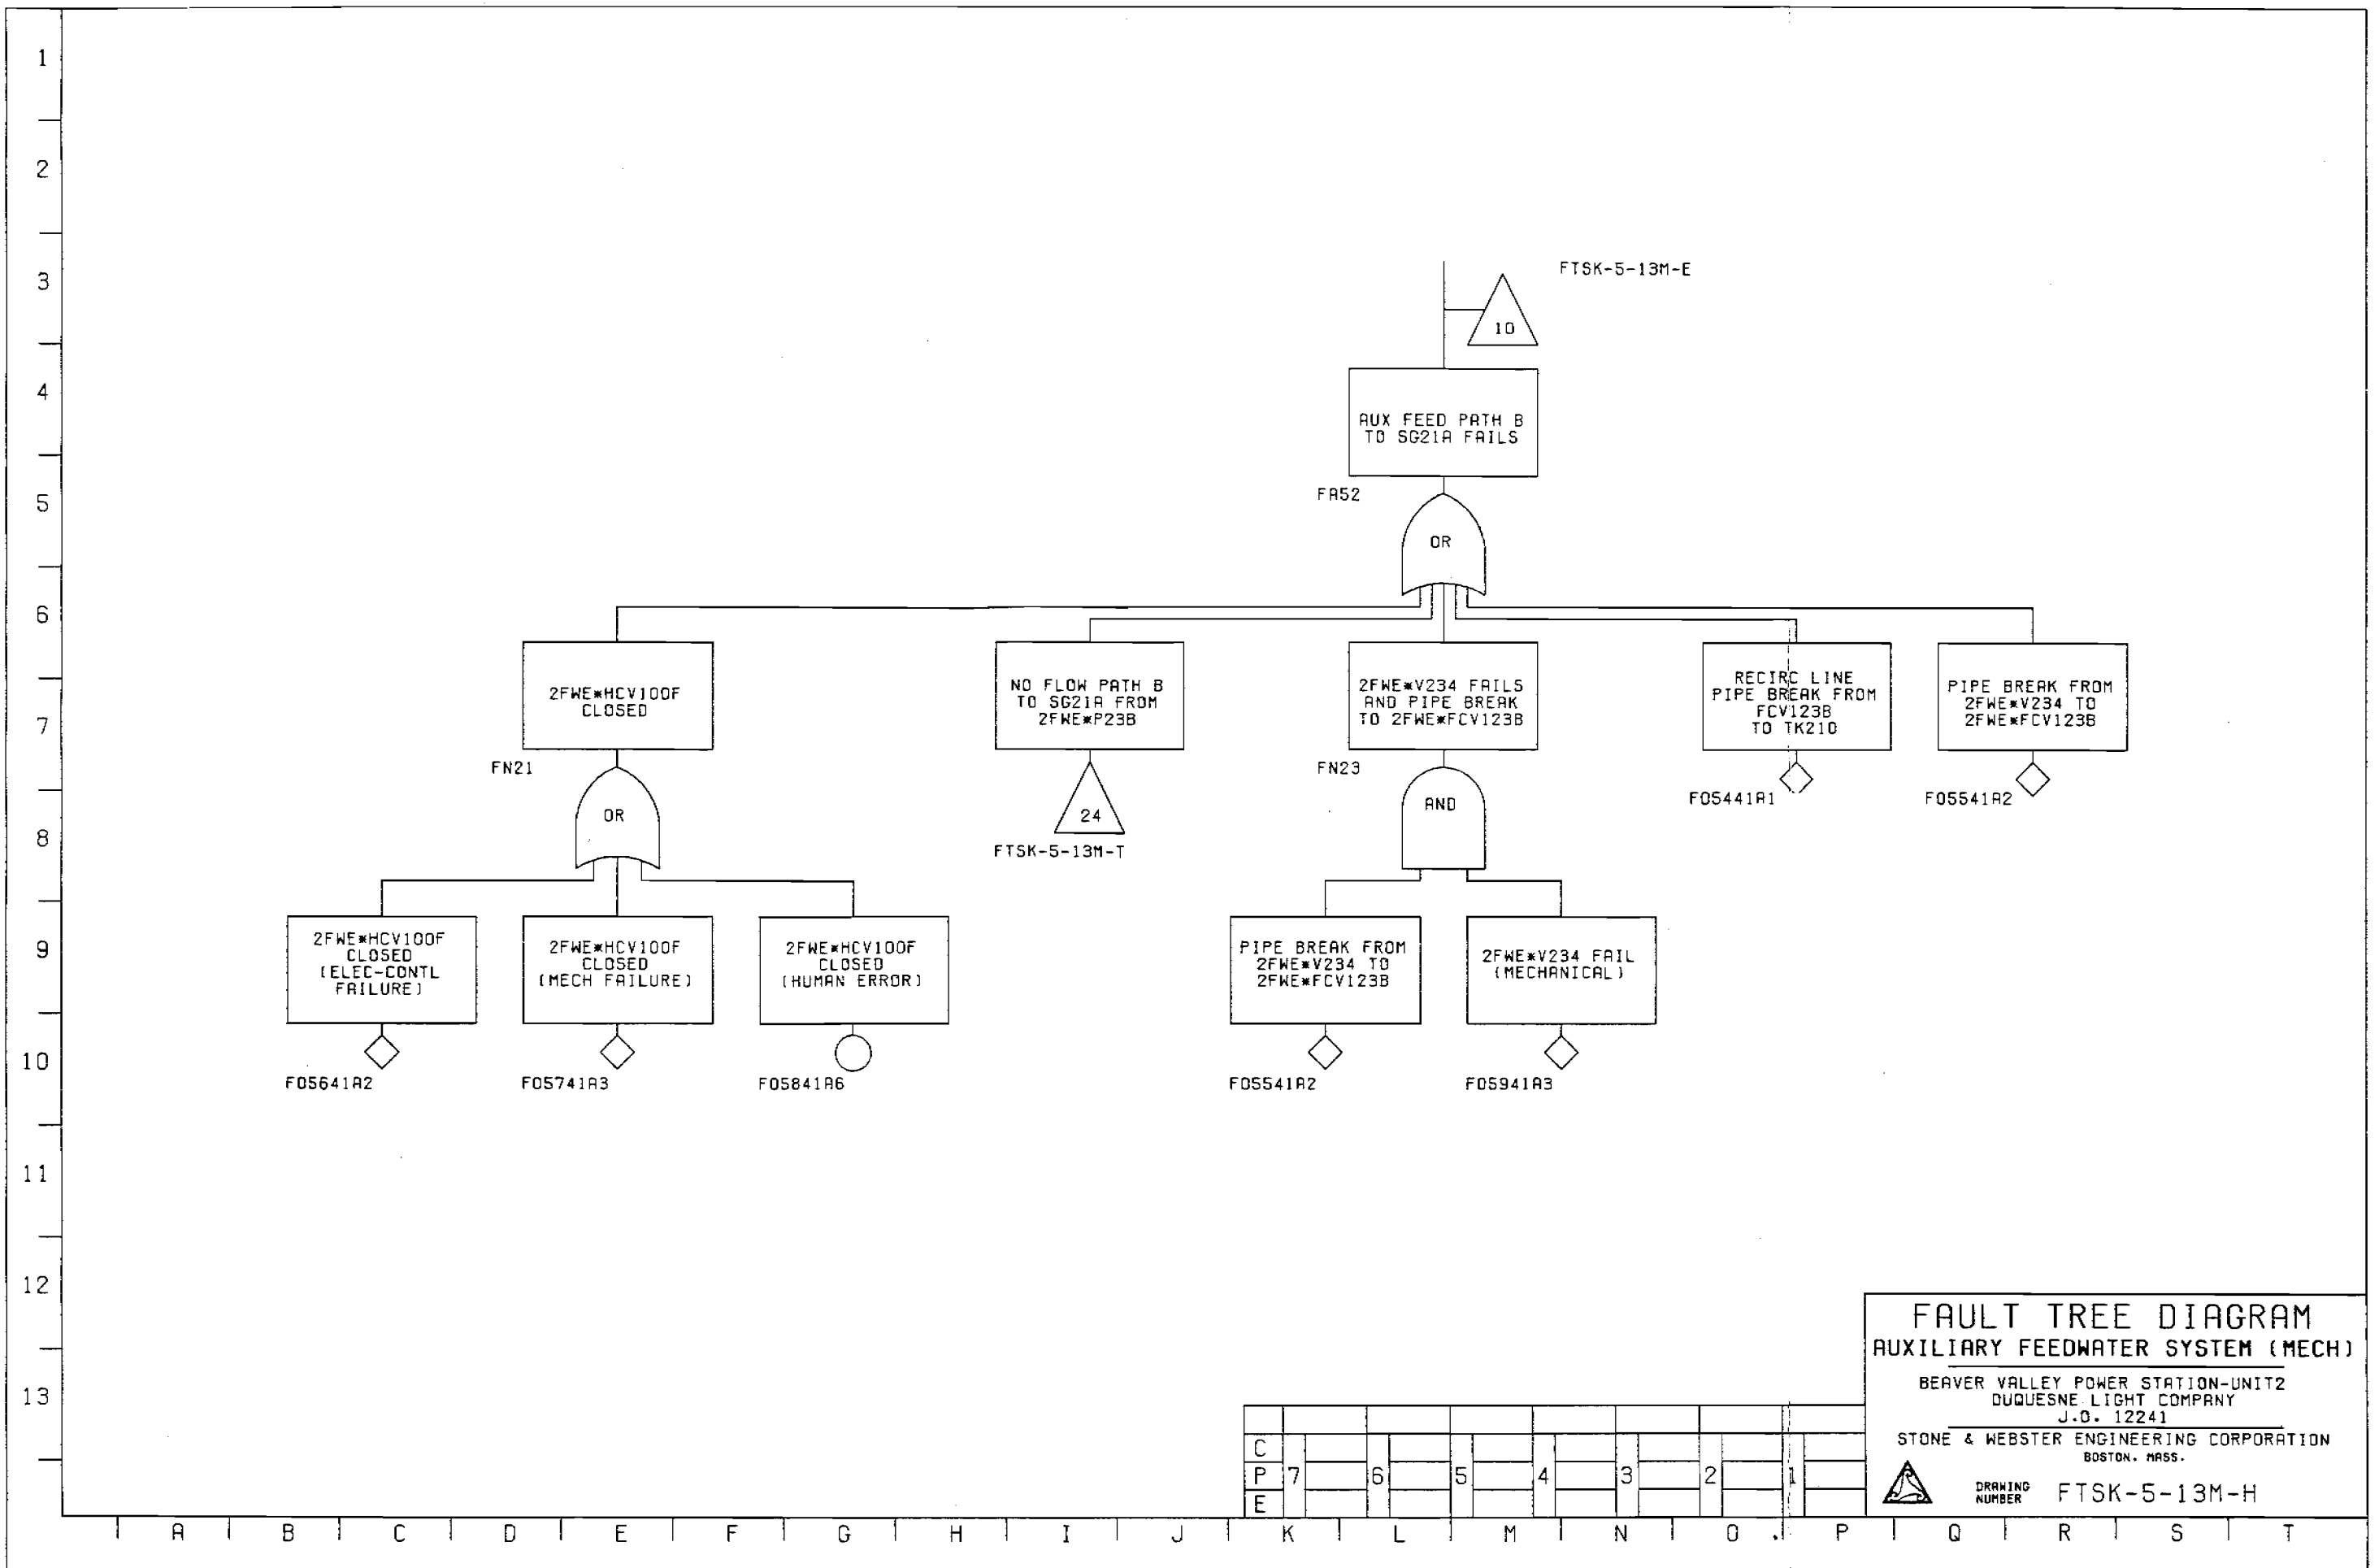 1
2
3
4
5
6
7
8
9
10
11
12
13
FTSK-5-13M-E
10
AUX FEED PATH B
TO SG21A FAILS
FA52
OR
2FWE*HCV100F
CLOSED
FN21
OR
NO FLOW PATH B
TO SG21A FROM
2FWE*P23B
24
FTSK-5-13M-T
2FWE*V234 FAILS
AND PIPE BREAK
TO 2FWE*FCV123B
FN23
AND
RECIRC LINE
PIPE BREAK FROM
FCV123B
TO TK210
F05441A1
PIPE BREAK FROM
2FWE*V234 TO
2FWE*FCV123B
F05541A2
2FWE*HCV100F
CLOSED
(ELEC-CONTL
FAILURE)
F05641A2
2FWE*HCV100F
CLOSED
(MECH FAILURE)
F05741A3
2FWE*HCV100F
CLOSED
(HUMAN ERROR)
F05841A6
PIPE BREAK FROM
2FWE*V234 TO
2FWE*FCV123B
F05541A2
2FWE*V234 FAIL
(MECHANICAL)
F05941A3
FAULT TREE DIAGRAM
AUXILIARY FEEDWATER SYSTEM (MECH)
BEAVER VALLEY POWER STATION-UNIT2
DUQUESNE LIGHT COMPANY
J.O. 12241
STONE & WEBSTER ENGINEERING CORPORATION
BOSTON. MASS.
DRAWING
NUMBER
FTSK-5-13M-H
C
P 7 6 5 4 3 2 1
E
A B C D E F G H I J K L M N O P Q R S T